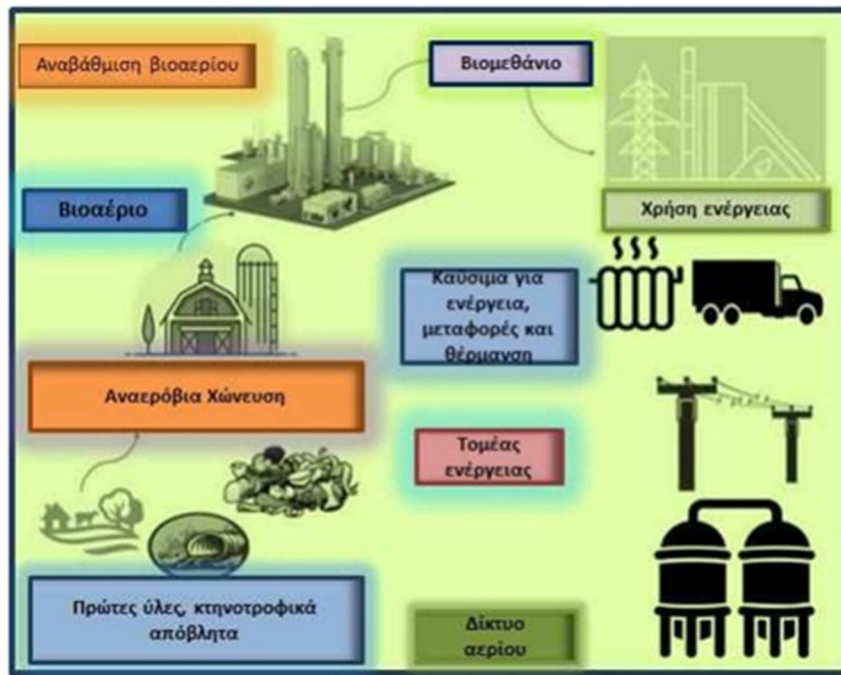 Αναβάθμιση βιοαερίου
Βιομεθάνιο
Βιοαέριο
Χρήση ενέργειας
Καύσιμα για
ενέργεια,
μεταφορές και
θέρμανση
Αναερόβια Χώνευση
Τομέας
ενέργειας
Πρώτες ύλες, κτηνοτροφικά
απόβλητα
Δίκτυο
αερίου